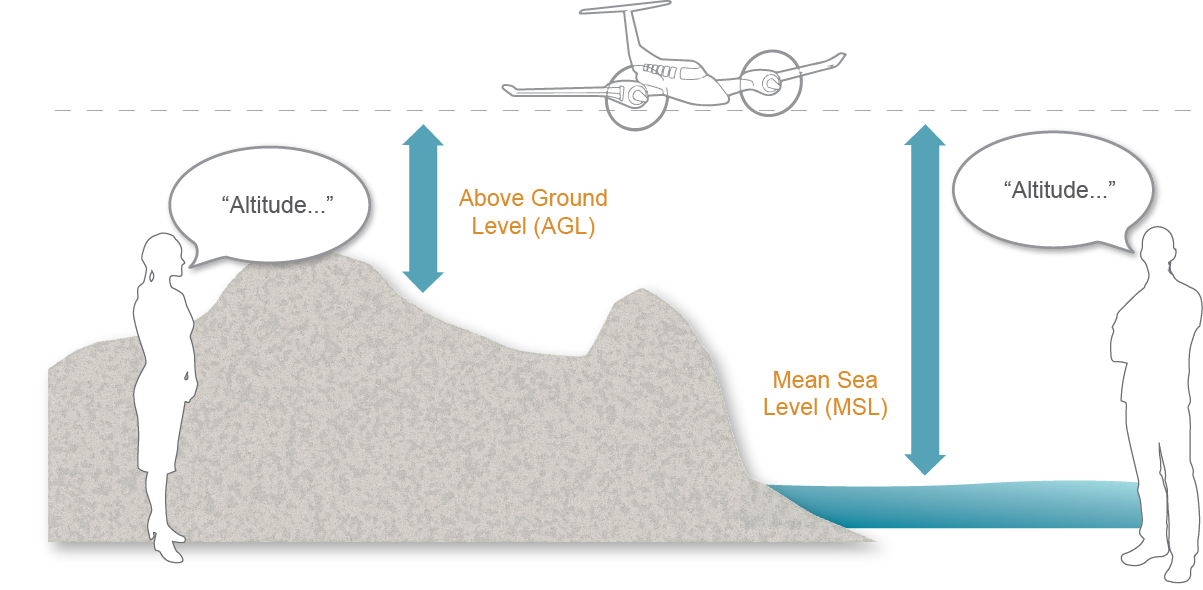 “Altitude...”
Above Ground
Level (AGL)
“Altitude...”
Mean Sea
Level (MSL)